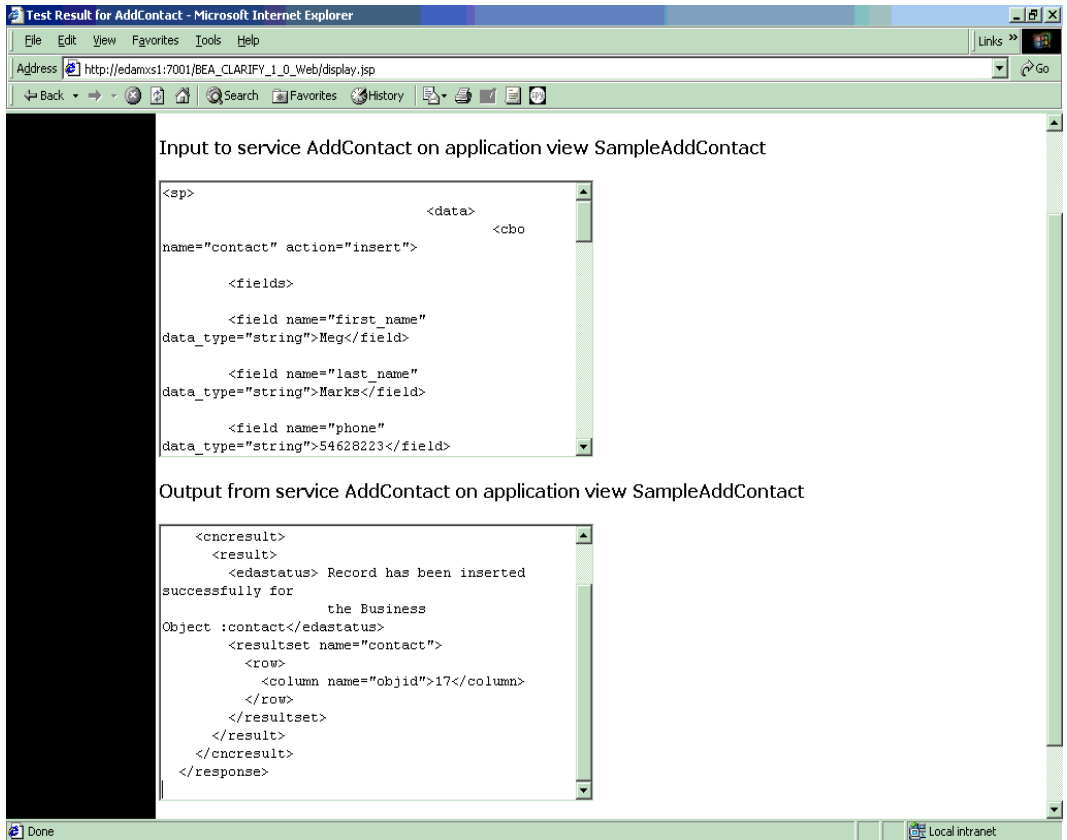 Test Result for AddContact - Microsoft Internet Explorer
File Edit View Favorites Tools Help
Links »
Address http://edamxs1:7001/BEA_CLARIFY_1_0_Web/display.jsp
Go
Back Search Favorites History
Input to service AddContact on application view SampleAddContact
<sp>
<data>
<cbo
name="contact" action="insert">
<fields>
<field name="first_name"
data_type="string">Meg</field>
<field name="last_name"
data_type="string">Marks</field>
<field name="phone"
data_type="string">54628223</field>
Output from service AddContact on application view SampleAddContact
<cncresult>
<result>
<edastatus> Record has been inserted
successfully for
the Business
Object :contact</edastatus>
<resultset name="contact">
<row>
<column name="objid">17</column>
</row>
</resultset>
</result>
</cncresult>
</response>
Done
Local intranet